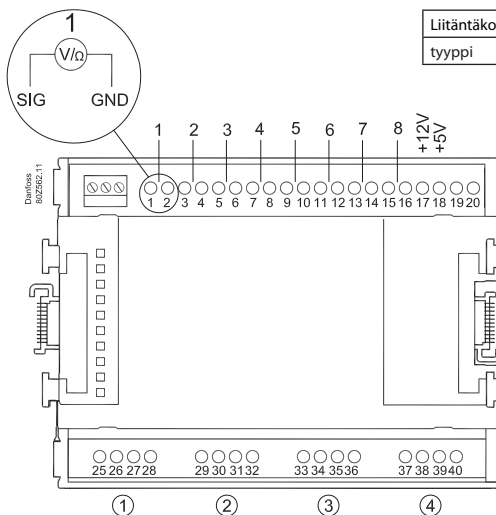 1
V/Ω
SIG GND
Liitäntäko
tyyppi
1 2 3 4 5 6 7 8 +12V +5V
Danfoss
80Z562.11
1 2 3 4 5 6 7 8 9 10 11 12 13 14 15 16 17 18 19 20
25 26 27 28 29 30 31 32 33 34 35 36 37 38 39 40
1 2 3 4